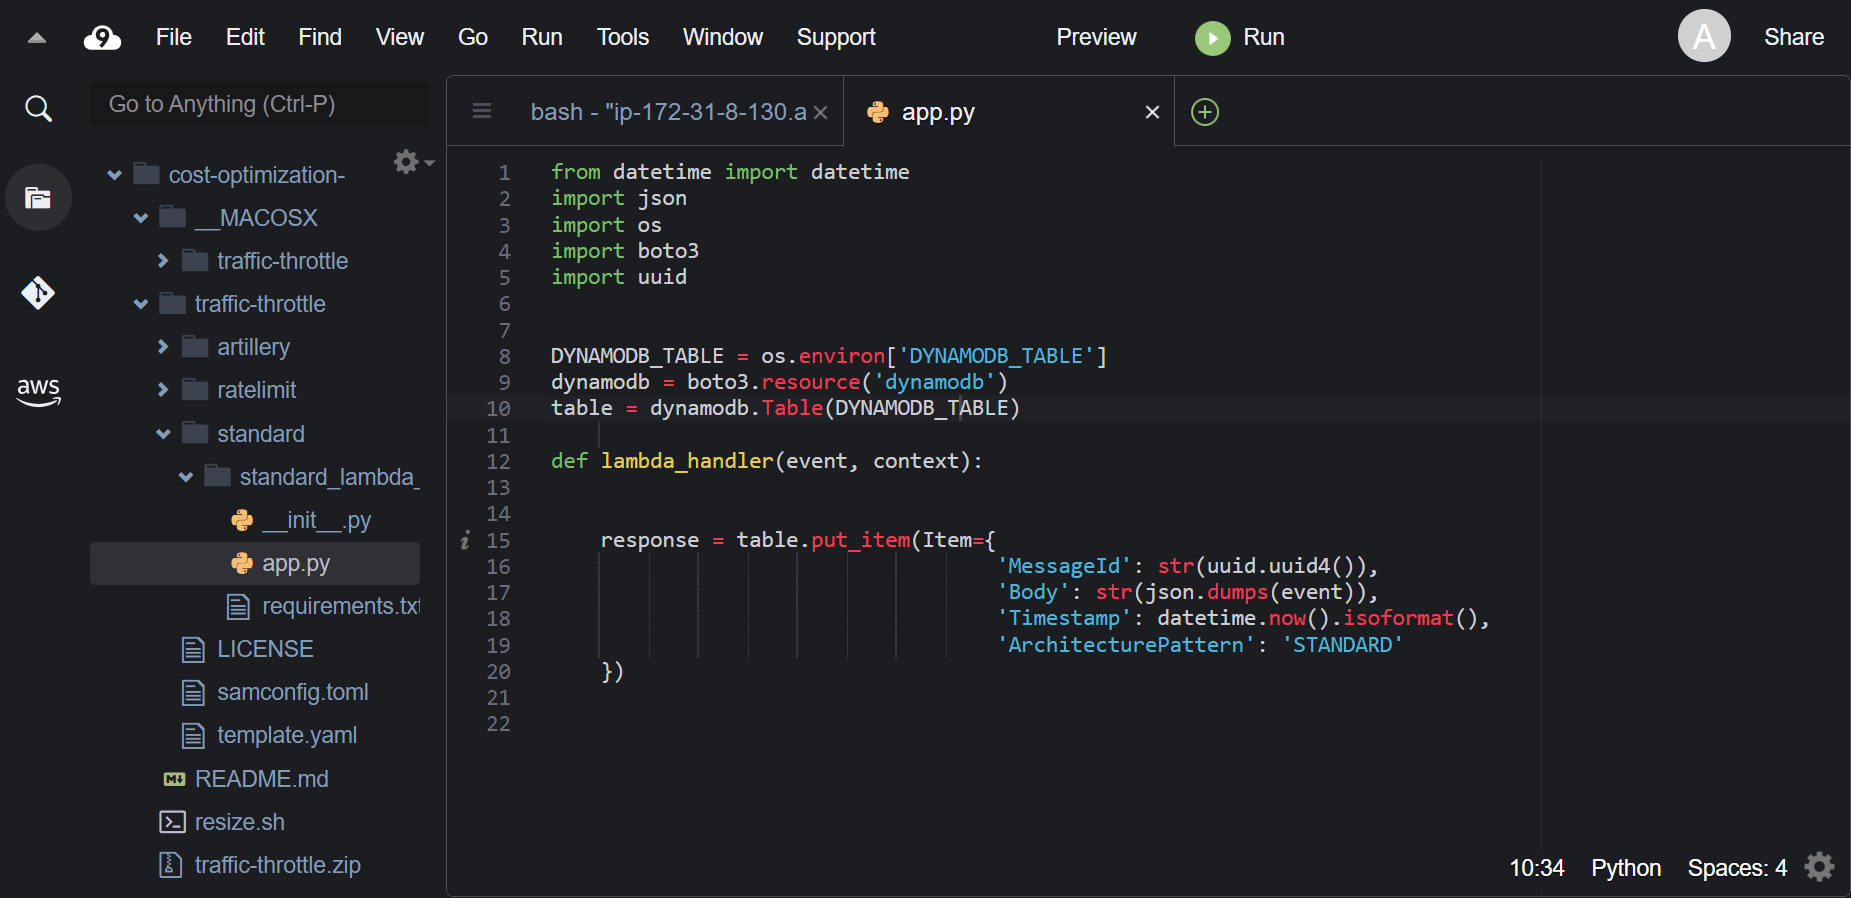 9 File Edit Find View Go Run Tools Window Support Preview Run A Share
Go to Anything (Ctrl-P)
cost-optimization-
__MACOSX
traffic-throttle
traffic-throttle
artillery
ratelimit
standard
standard_lambda_
__init__.py
app.py
requirements.txt
LICENSE
samconfig.toml
template.yaml
M README.md
resize.sh
traffic-throttle.zip
aws
bash - "ip-172-31-8-130.a
app.py
1 from datetime import datetime
2 import json
3 import os
4 import boto3
5 import uuid
6
7
8 DYNAMODB_TABLE = os.environ['DYNAMODB_TABLE']
9 dynamodb = boto3.resource('dynamodb')
10 table = dynamodb.Table(DYNAMODB_TABLE)
11
12 def lambda_handler(event, context):
13
14
i 15 response = table.put_item(Item={
16 'MessageId': str(uuid.uuid4()),
17 'Body': str(json.dumps(event)),
18 'Timestamp': datetime.now().isoformat(),
19 'ArchitecturePattern': 'STANDARD'
20 })
21
22
10:34 Python Spaces: 4